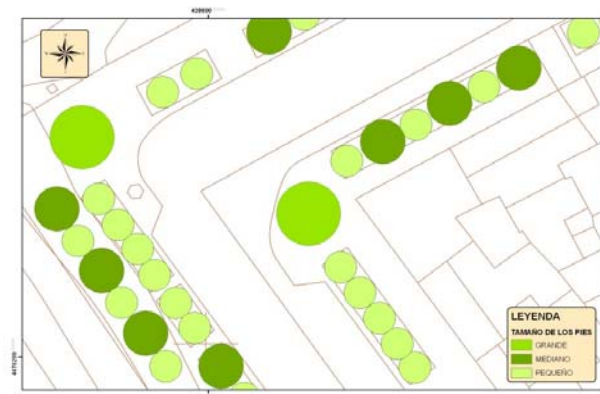 LEYENDA
TAMAÑO DE LOS PIES
GRANDE
MEDIANO
PEQUEÑO